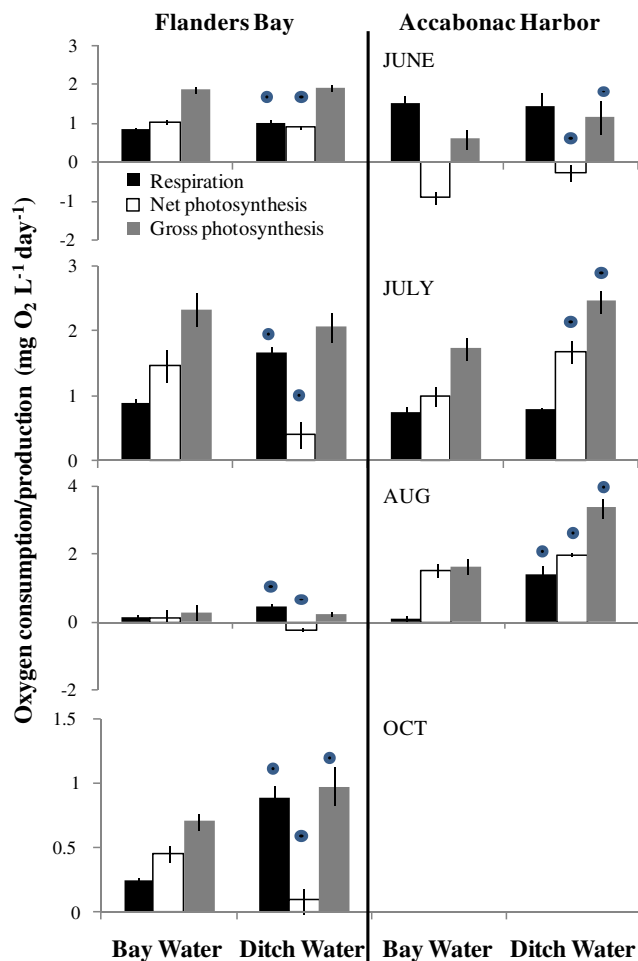 Flanders Bay
Accabonac Harbor
Oxygen consumption/production (mg O₂ L⁻¹ day⁻¹)
3
2
1
0
-1
-2
JUNE
Respiration
Net photosynthesis
Gross photosynthesis
3
2
1
0
JULY
4
2
0
-2
AUG
1.5
1
0.5
0
OCT
Bay Water
Ditch Water
Bay Water
Ditch Water